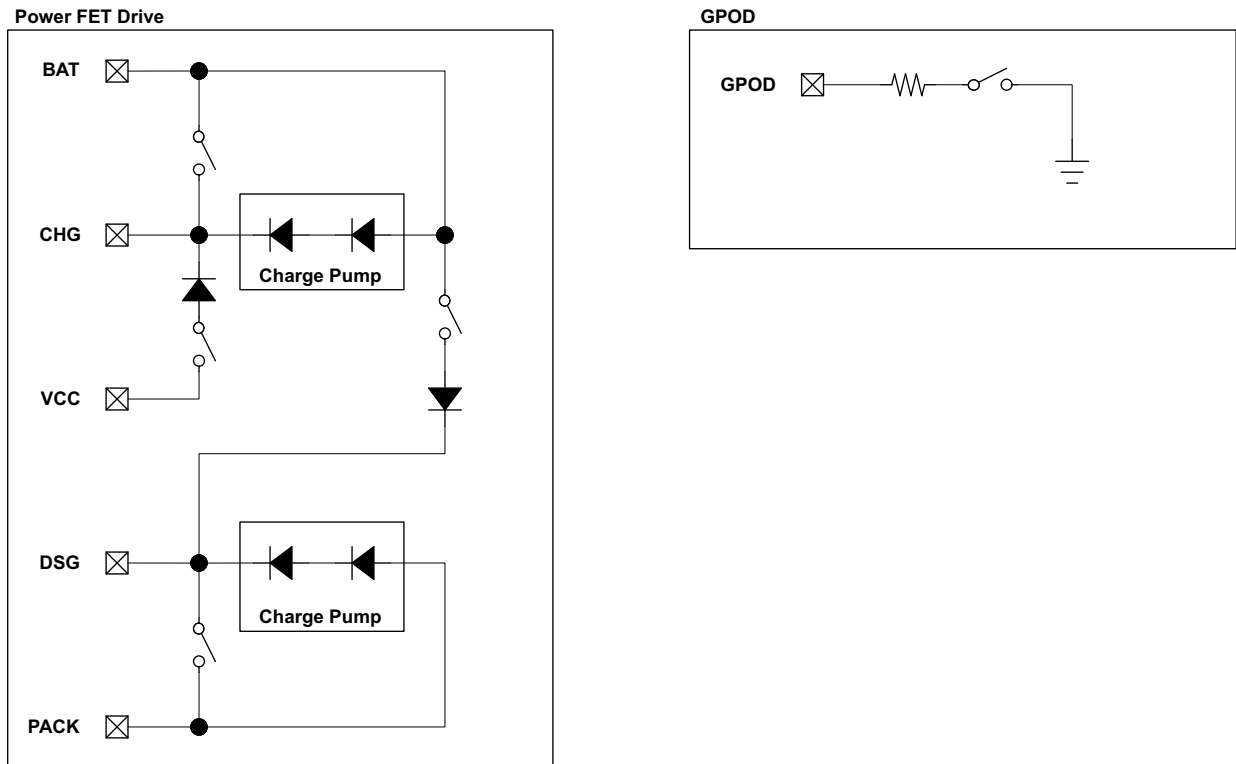 Power FET Drive
BAT
CHG
Charge Pump
VCC
DSG
Charge Pump
PACK
GPOD
GPOD